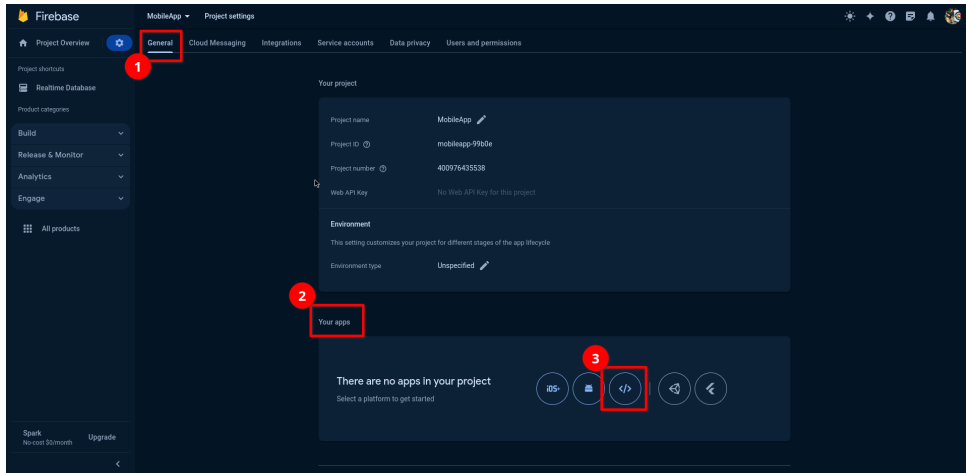 Firebase
MobileApp
Project settings
Project Overview
General
Cloud Messaging
Integrations
Service accounts
Data privacy
Users and permissions
1
Project shortcuts
Realtime Database
Product categories
Build
Release & Monitor
Analytics
Engage
All products
Your project
Project name
MobileApp
Project ID
mobileapp-99b0e
Project number
400976435538
Web API Key
No Web API Key for this project
Environment
This setting customizes your project for different stages of the app lifecycle
Environment type
Unspecified
2
Your apps
3
There are no apps in your project
Select a platform to get started
iOS+
</>
Spark
No-cost $0/month
Upgrade